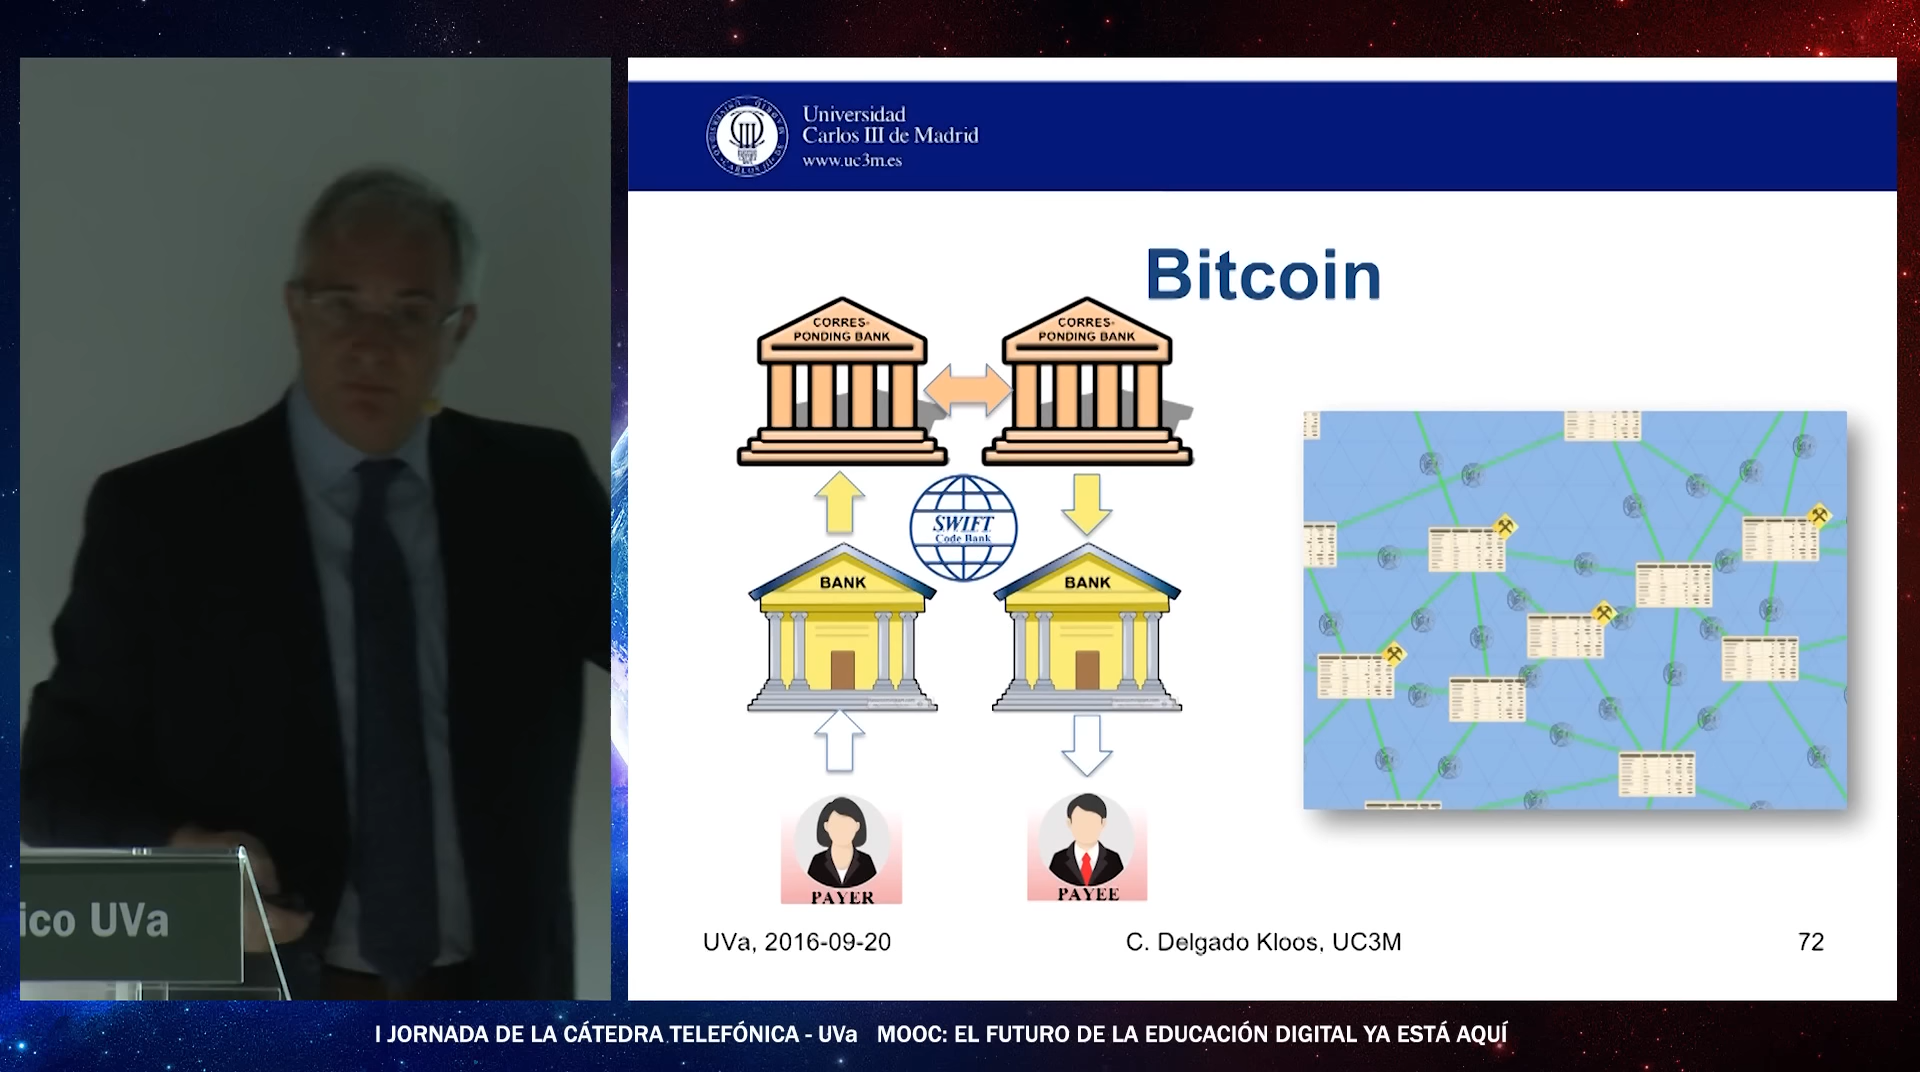 Universidad
Carlos III de Madrid
www.uc3m.es
Bitcoin
CORRES-
PONDING BANK
CORRES-
PONDING BANK
SWIFT
Code Bank
BANK
BANK
PAYER
PAYEE
UVa, 2016-09-20
C. Delgado Kloos, UC3M
72
ico UVa
I JORNADA DE LA CÁTEDRA TELEFÓNICA - UVa MOOC: EL FUTURO DE LA EDUCACIÓN DIGITAL YA ESTÁ AQUÍ